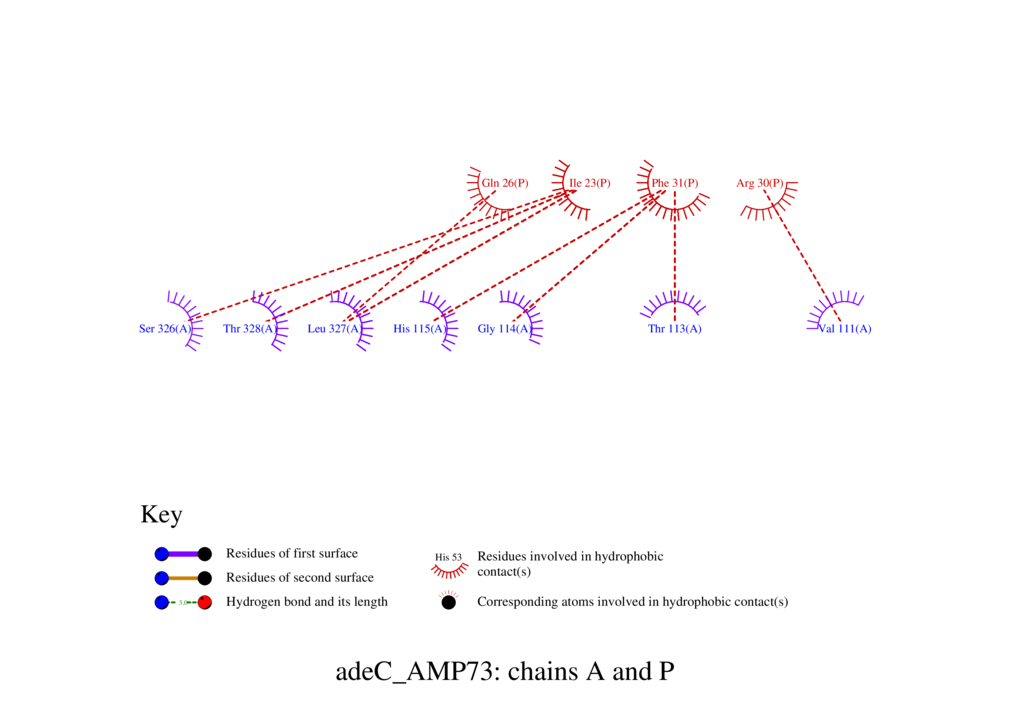 Gln 26(P) Ile 23(P) Phe 31(P) Arg 30(P)
Ser 326(A) Thr 328(A) Leu 327(A) His 115(A) Gly 114(A) Thr 113(A) Val 111(A)
Key
Residues of first surface
Residues of second surface
3.0
Hydrogen bond and its length
His 53
Residues involved in hydrophobic
contact(s)
Corresponding atoms involved in hydrophobic contact(s)
adeC_AMP73: chains A and P